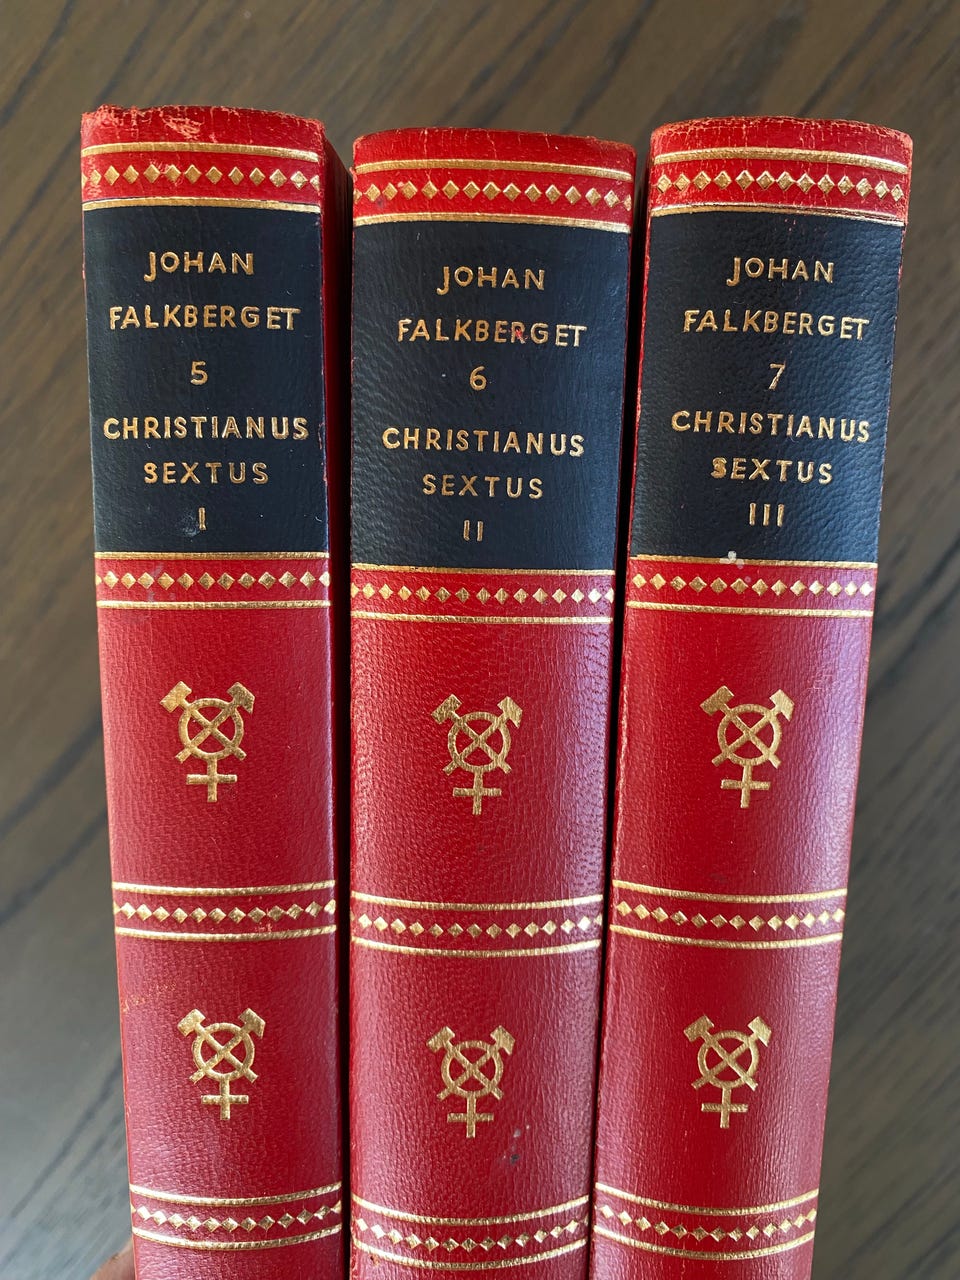 JOHAN
FALKBERGET
5
CHRISTIANUS
SEXTUS
I
JOHAN
FALKBERGET
6
CHRISTIANUS
SEXTUS
II
JOHAN
FALKBERGET
7
CHRISTIANUS
SEXTUS
III